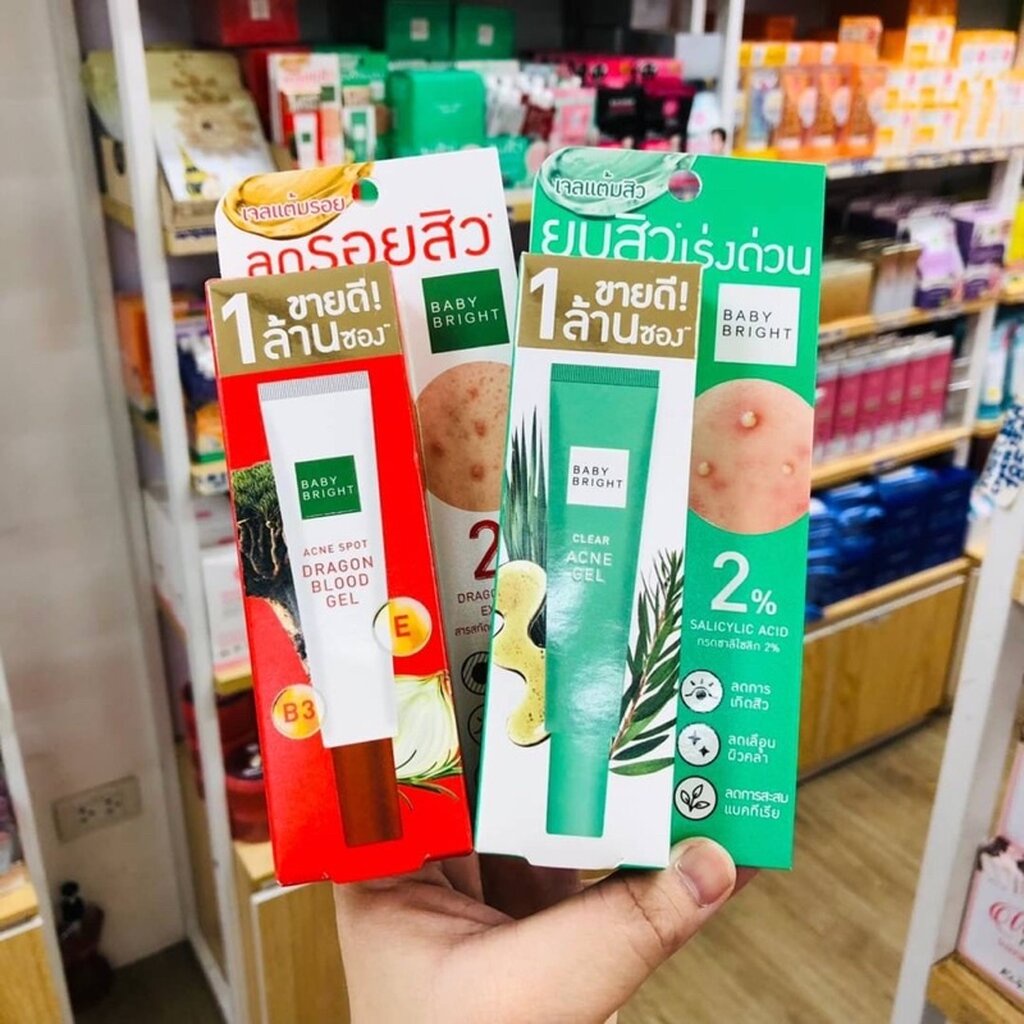 เจลแต้มรอย
ลดรอยสิว*
1 ขายดี!
ล้านซอง**
BABY
BRIGHT
BABY
BRIGHT
ACNE SPOT
DRAGON
BLOOD
GEL
E
B3
2
เจลแต้มสิว
ยุบสิว*เร่งด่วน
1 ขายดี!
ล้านซอง**
BABY
BRIGHT
BABY
BRIGHT
CLEAR
ACNE
GEL
2%
SALICYLIC ACID
กรดซาลิไซลิก 2%
ลดการ
เกิดสิว
ลดเลือน
ผิวคล้ำ
ลดการสะสม
แบคทีเรีย